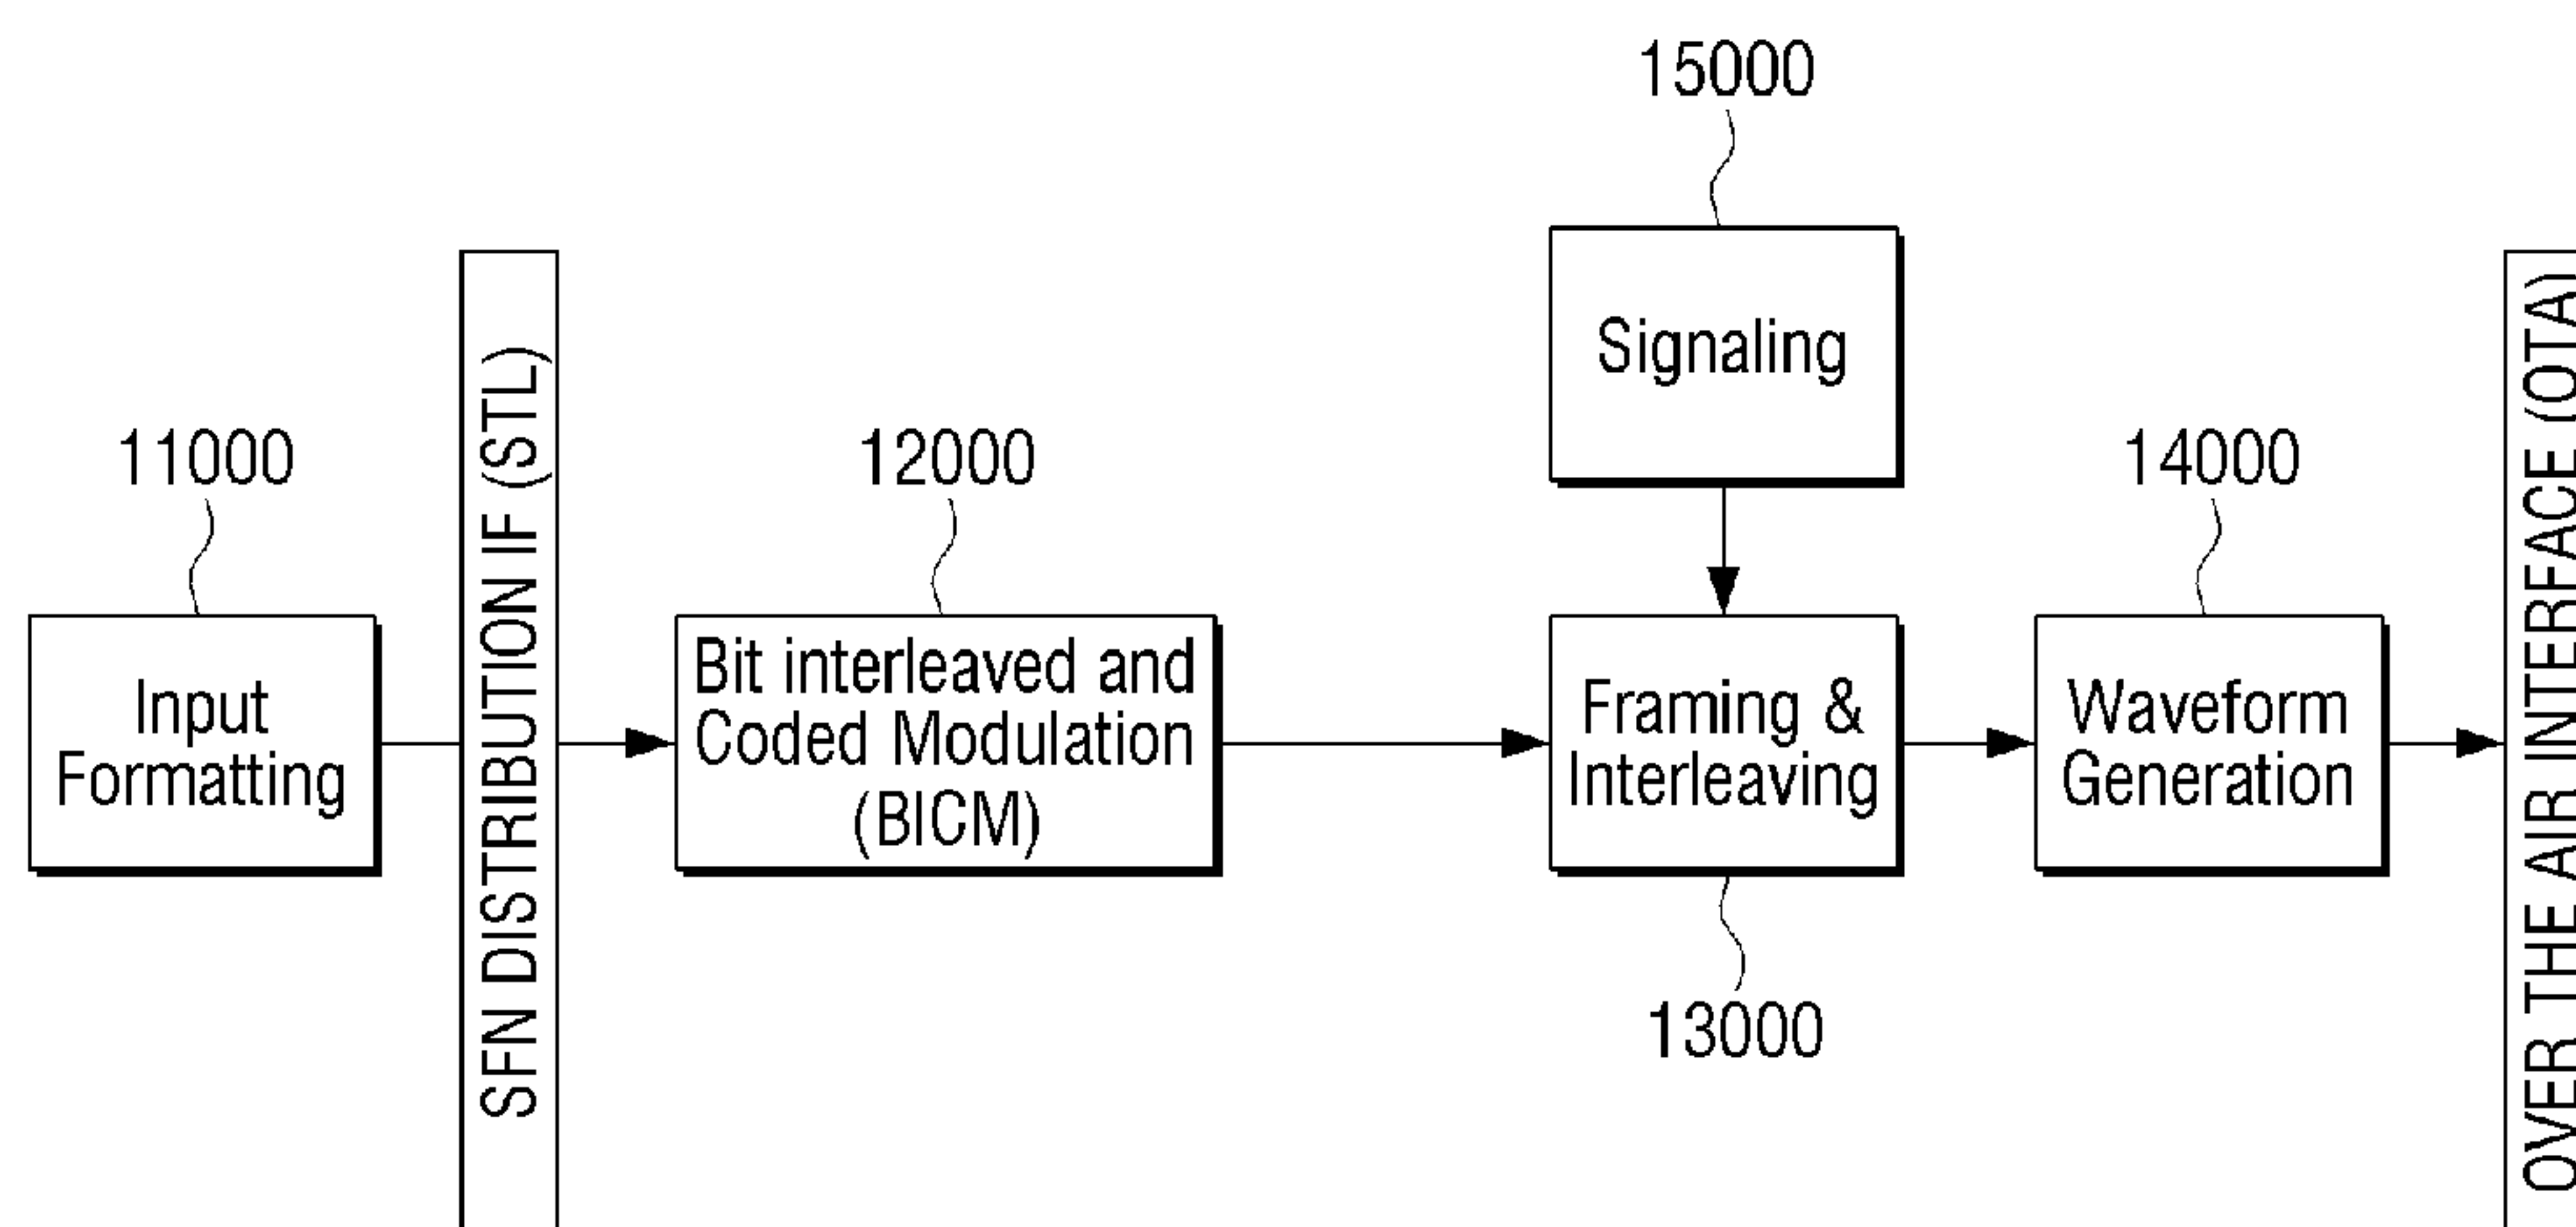 15000
Signaling
11000
SFN DISTRIBUTION IF (STL)
12000
14000
OVER THE AIR INTERFACE (OTA)
Input
Formatting
Bit interleaved and
Coded Modulation
(BICM)
Framing &
Interleaving
Waveform
Generation
13000